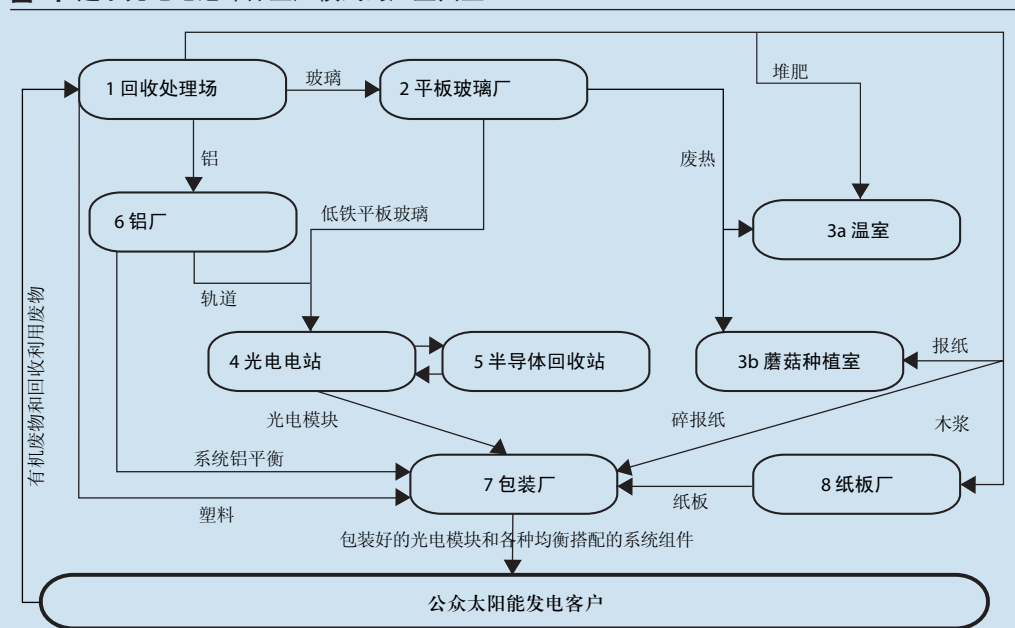 堆肥
1 回收处理场
玻璃
2 平板玻璃厂
铝
废热
6 铝厂
低铁平板玻璃
3a 温室
轨道
有机废物和回收利用废物
4 光电电站
5 半导体回收站
3b 蘑菇种植室
报纸
光电模块
碎报纸
木浆
系统铝平衡
7 包装厂
8 纸板厂
纸板
塑料
包装好的光电模块和各种均衡搭配的系统组件
公众太阳能发电客户